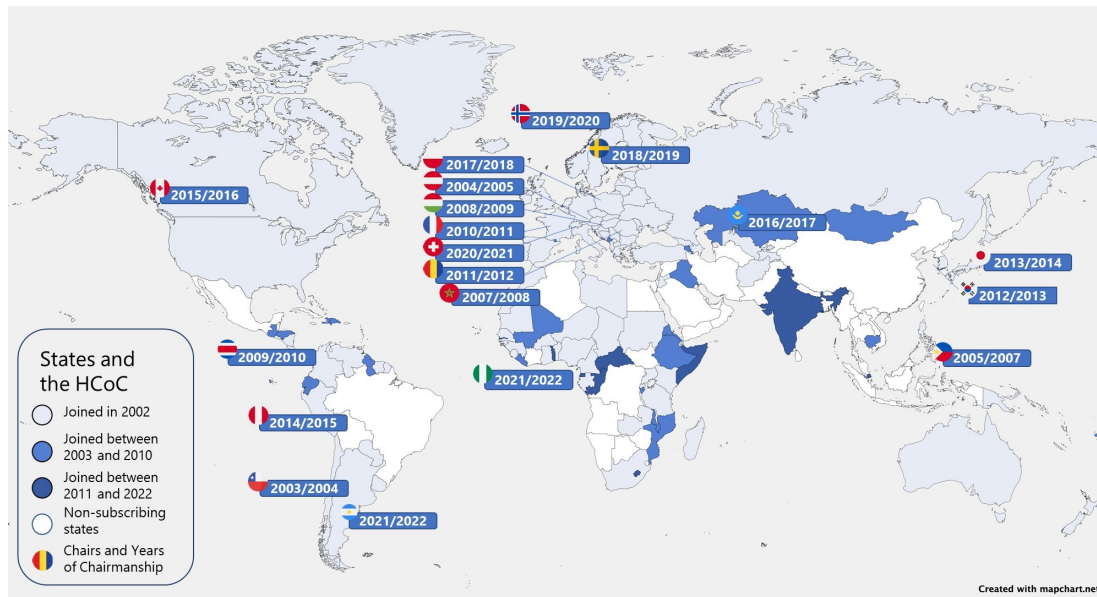 2019/2020
2018/2019
2017/2018
2004/2005
2008/2009
2010/2011
2020/2021
2011/2012
2007/2008
2015/2016
2016/2017
2013/2014
2012/2013
2005/2007
2009/2010
2021/2022
2014/2015
2003/2004
2021/2022
States and
the HCoC
Joined in 2002
Joined between
2003 and 2010
Joined between
2011 and 2022
Non-subscribing
states
Chairs and Years
of Chairmanship
Created with mapchart.net